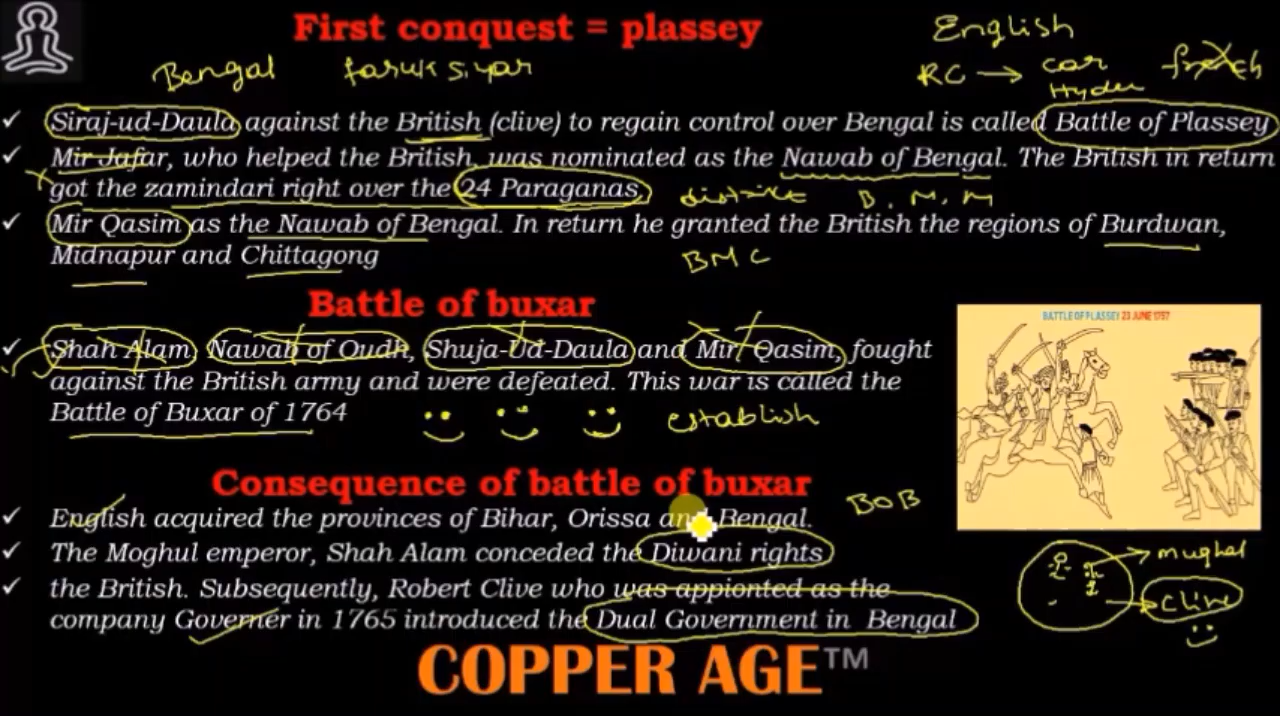 First conquest = plassey
English
Bengal faruk siyar
RC → car french
Hyder
✓ Siraj-ud-Daula against the British (clive) to regain control over Bengal is called Battle of Plassey
✓ Mir Jafar, who helped the British, was nominated as the Nawab of Bengal. The British in return
got the zamindari right over the 24 Paraganas,
B, M, M
✓ Mir Qasim as the Nawab of Bengal. In return he granted the British the regions of Burdwan,
Midnapur and Chittagong
BMC
Battle of buxar
✓ Shah Alam, Nawab of Oudh, Shuja-Ud-Daula and Mir Qasim, fought
against the British army and were defeated. This war is called the
Battle of Buxar of 1764
establish
BATTLE OF PLASSEY 23 JUNE 1757
Consequence of battle of buxar
BOB
✓ English acquired the provinces of Bihar, Orissa and Bengal.
✓ The Moghul emperor, Shah Alam conceded the Diwani rights
mughal
✓ the British. Subsequently, Robert Clive who was appionted as the
Clive
company Governer in 1765 introduced the Dual Government in Bengal
COPPER AGE™